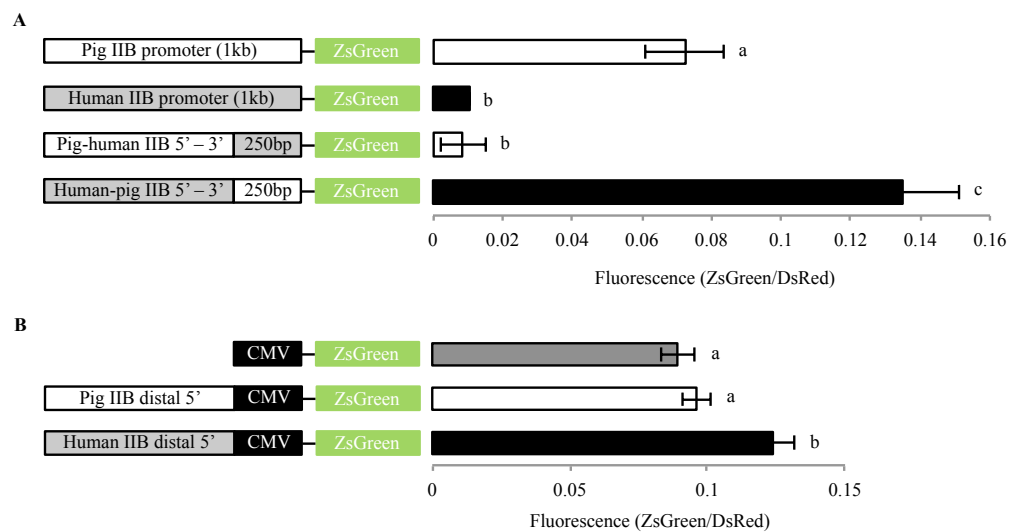 A
Pig IIB promoter (1kb) ZsGreen a
Human IIB promoter (1kb) ZsGreen b
Pig-human IIB 5’ – 3’ 250bp ZsGreen b
Human-pig IIB 5’ – 3’ 250bp ZsGreen c
0 0.02 0.04 0.06 0.08 0.1 0.12 0.14 0.16
Fluorescence (ZsGreen/DsRed)
B
CMV ZsGreen a
Pig IIB distal 5’ CMV ZsGreen a
Human IIB distal 5’ CMV ZsGreen b
0 0.05 0.1 0.15
Fluorescence (ZsGreen/DsRed)